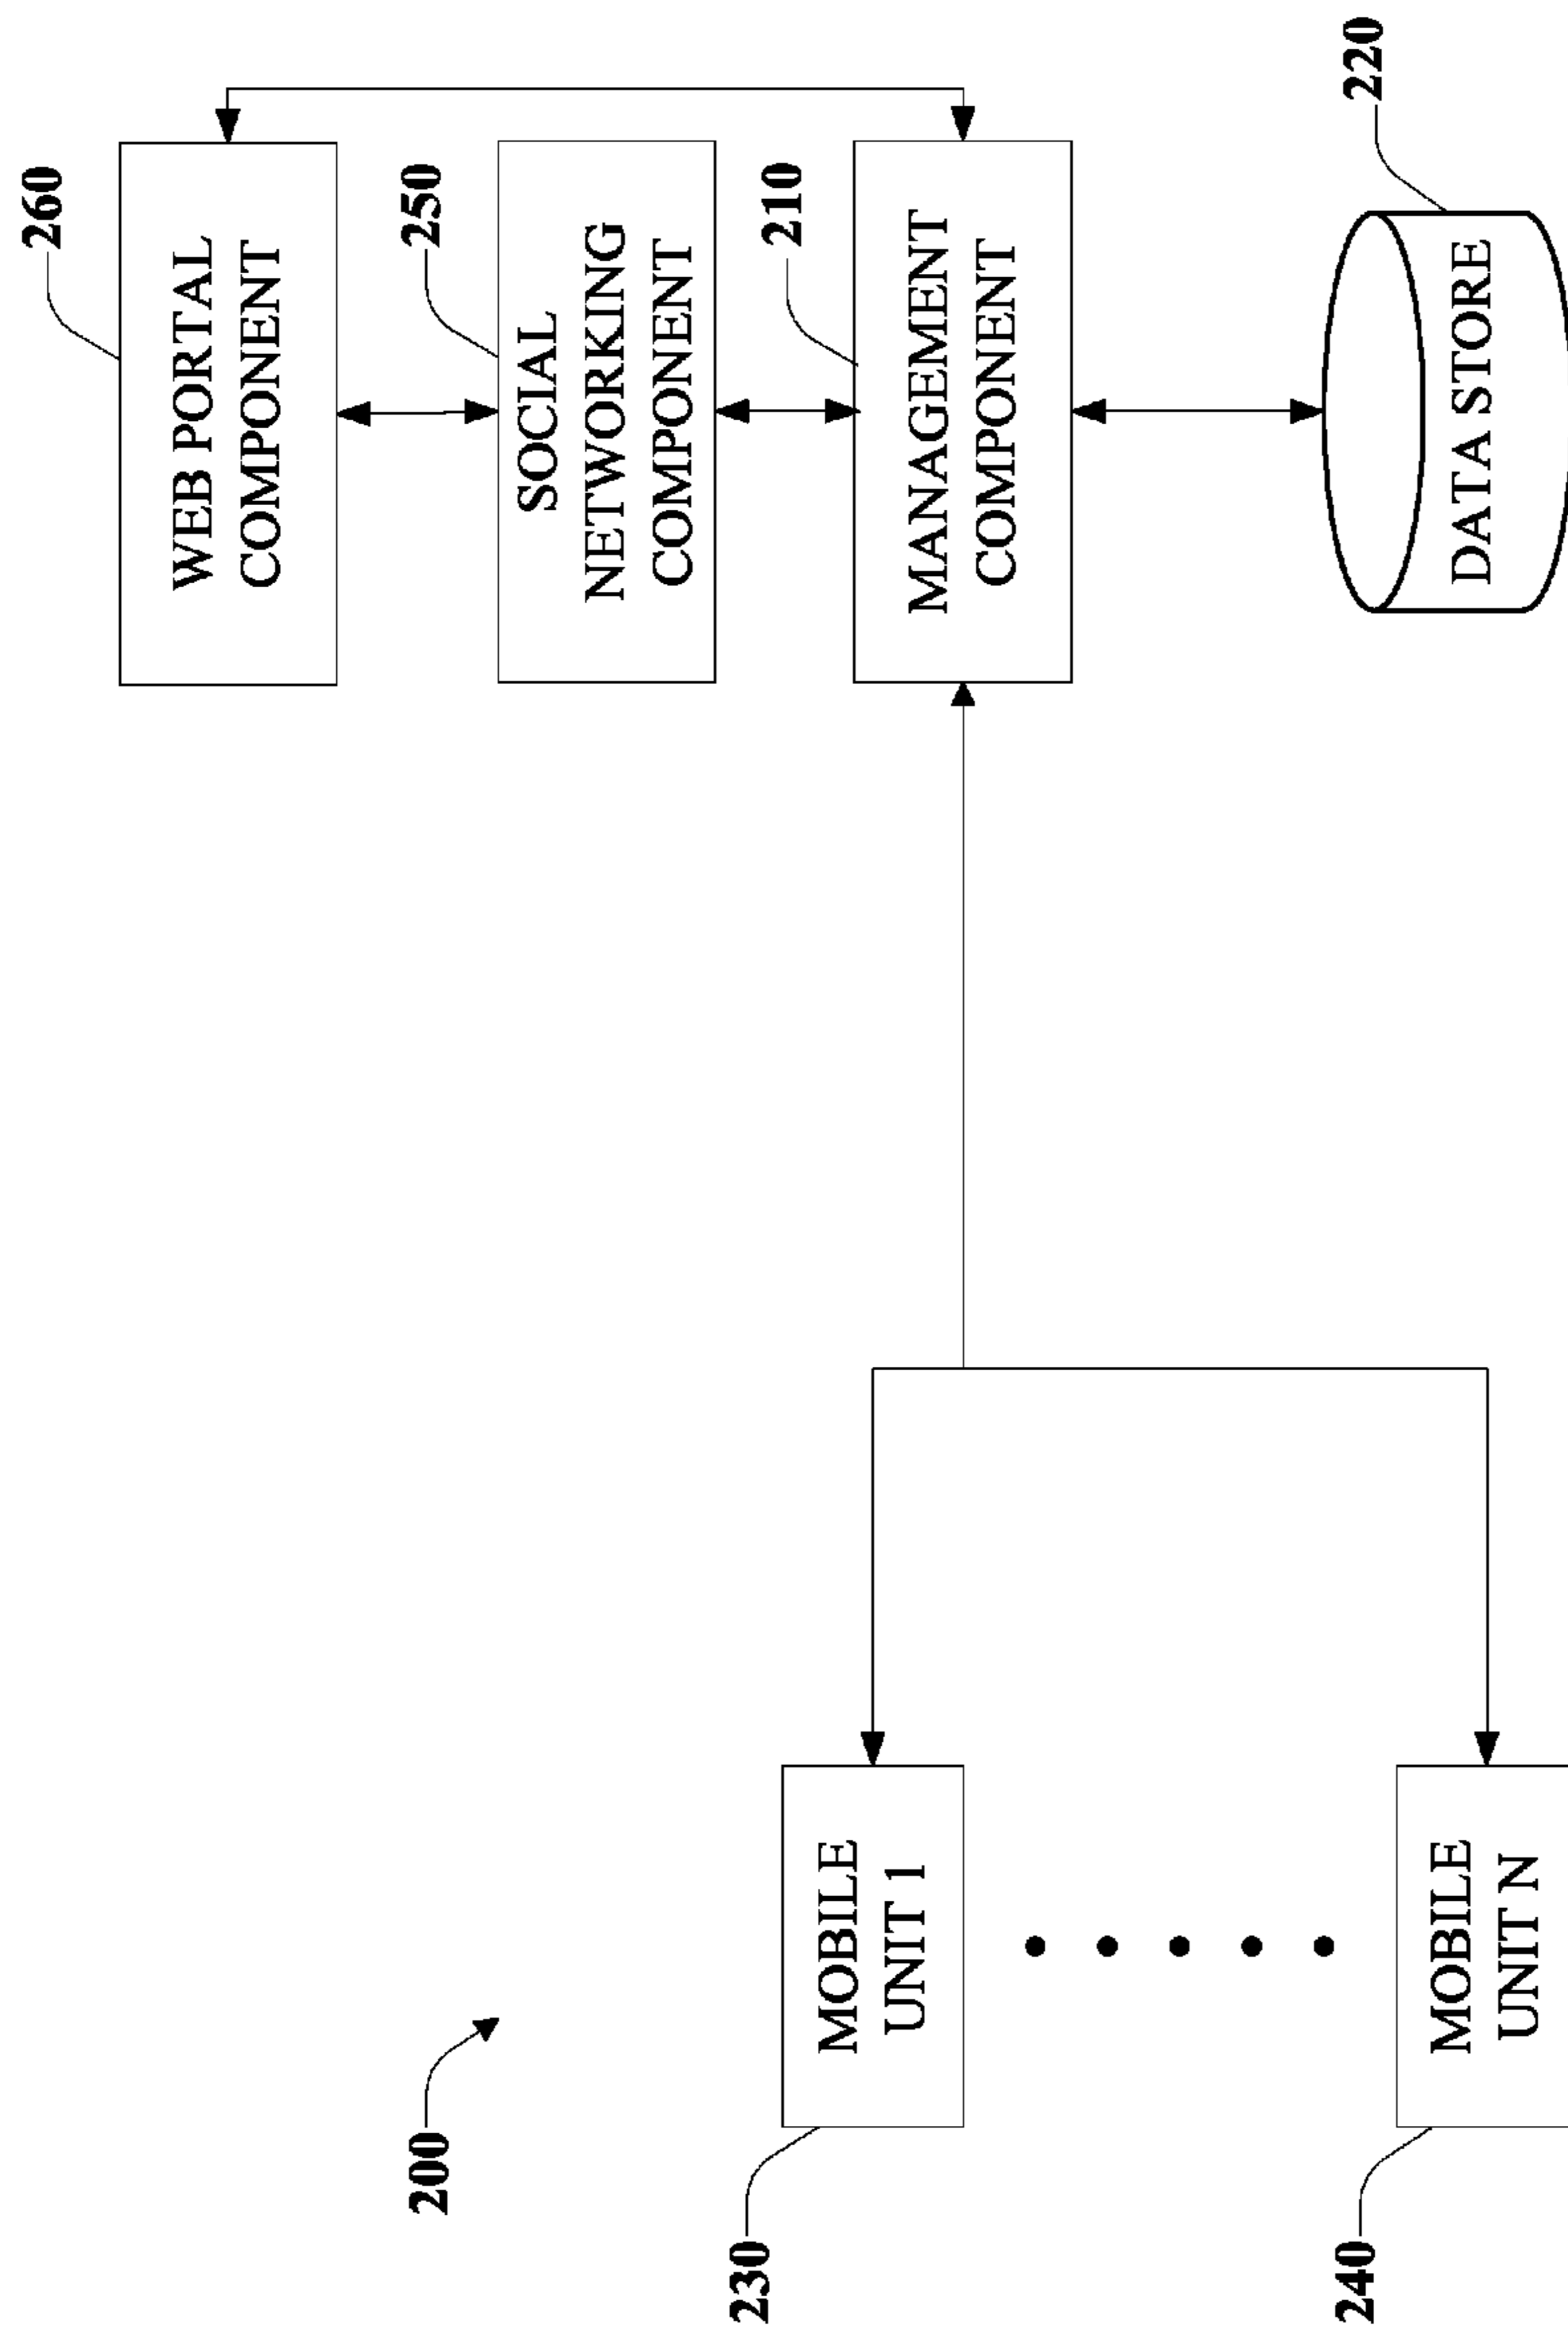 260
WEB PORTAL
COMPONENT
200
250
SOCIAL
NETWORKING
COMPONENT
230
210
MOBILE
UNIT 1
MANAGEMENT
COMPONENT
240
220
MOBILE
UNIT N
DATA STORE